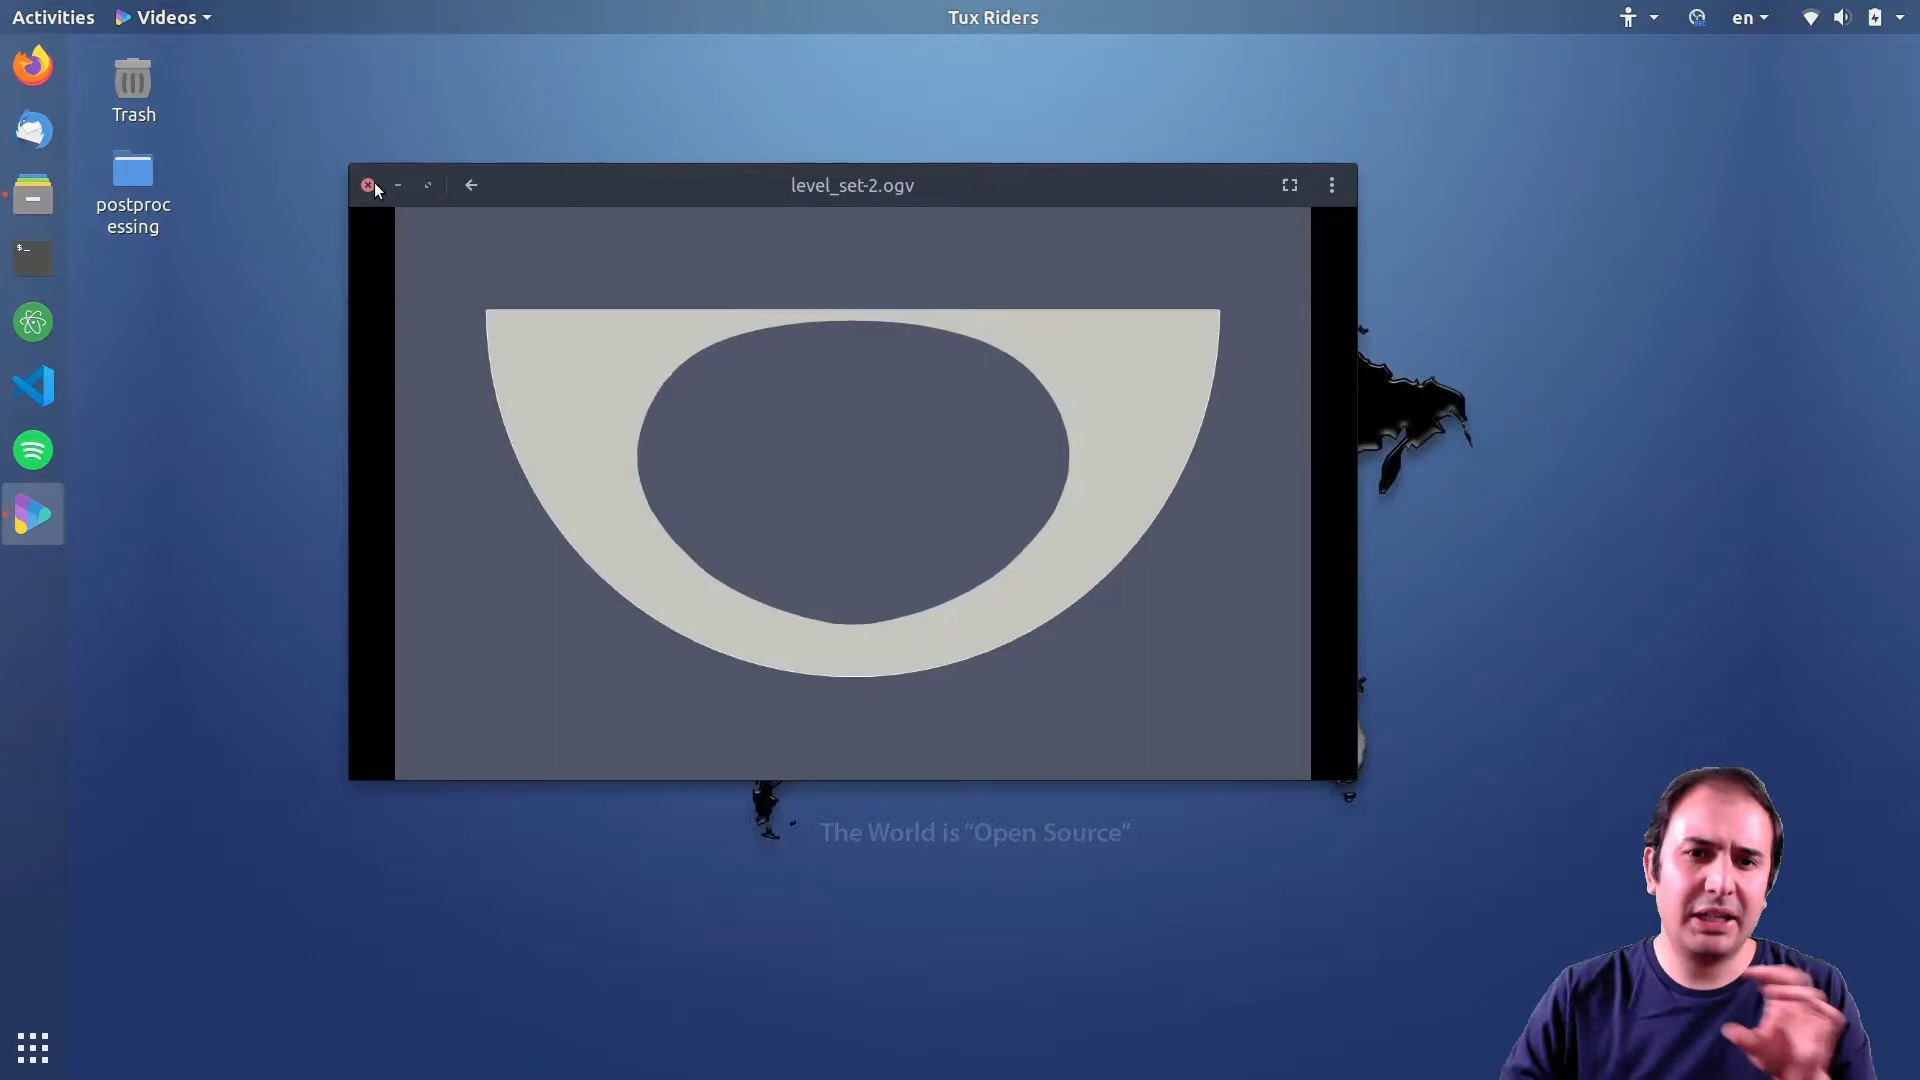 Activities
Videos
Tux Riders
en
Trash
postproc
essing
level_set-2.ogv
$_
The World is “Open Source”